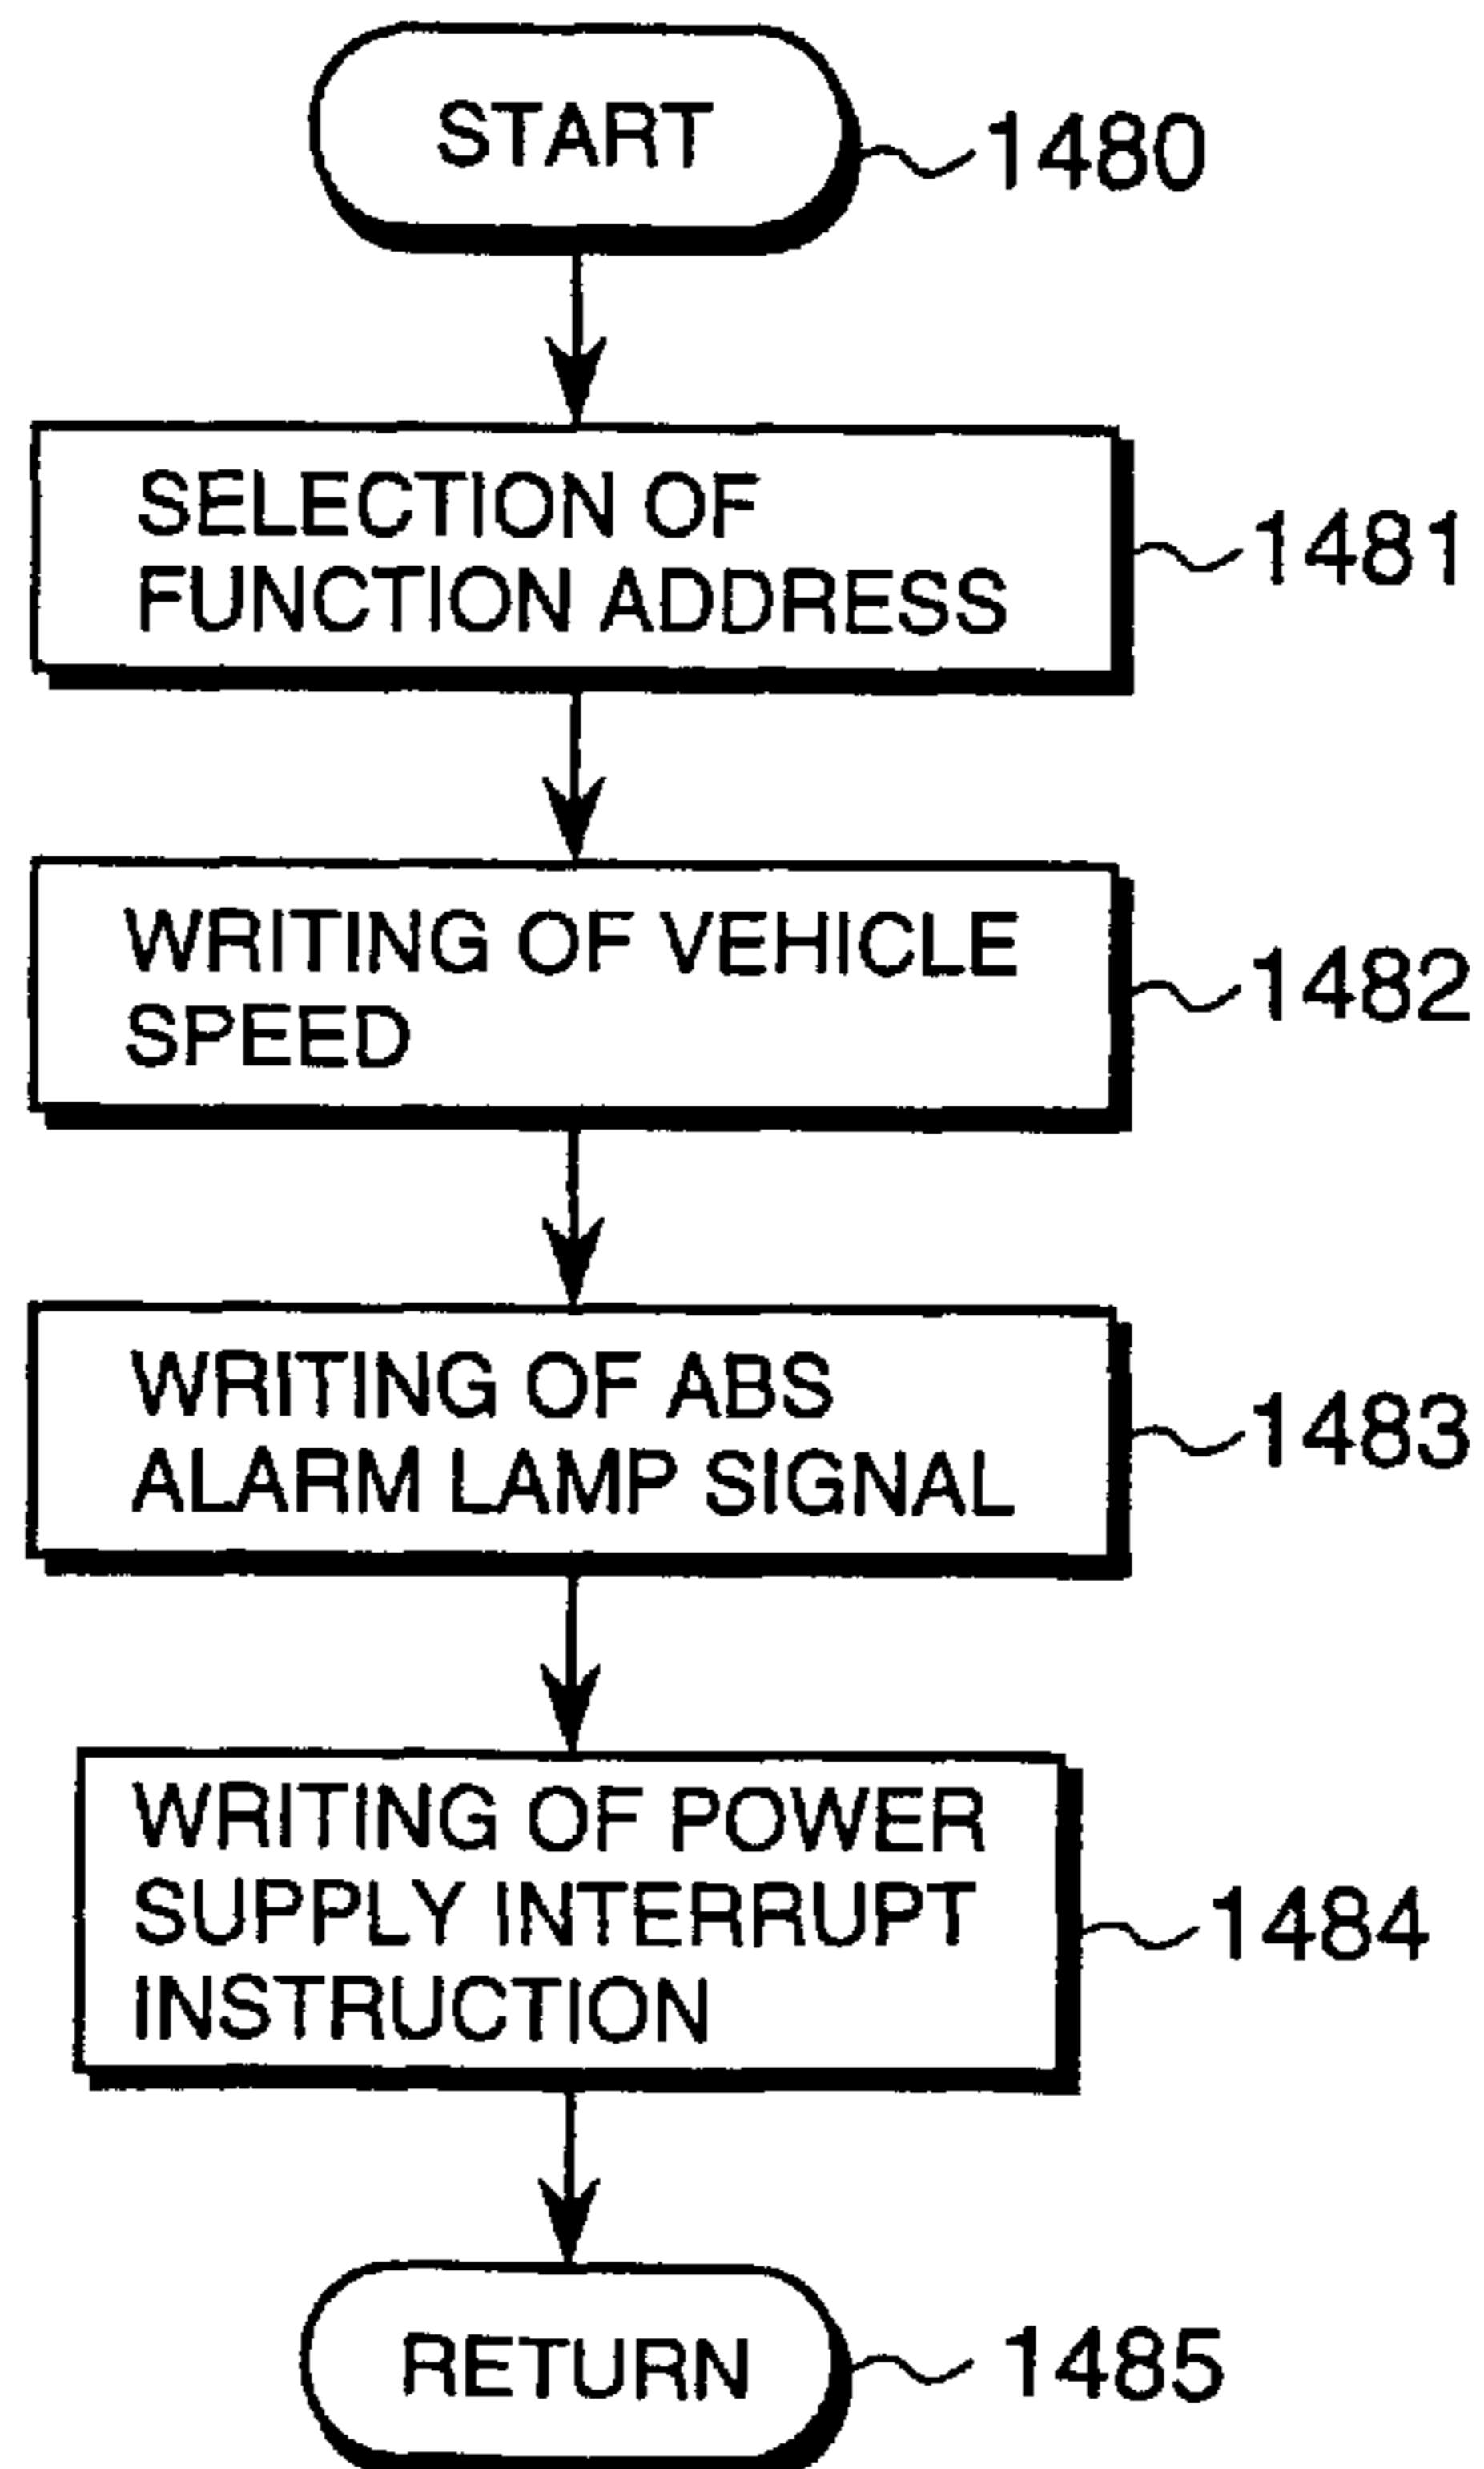 START
1480
SELECTION OF
FUNCTION ADDRESS
1481
WRITING OF VEHICLE
SPEED
1482
WRITING OF ABS
ALARM LAMP SIGNAL
1483
WRITING OF POWER
SUPPLY INTERRUPT
INSTRUCTION
1484
RETURN
1485